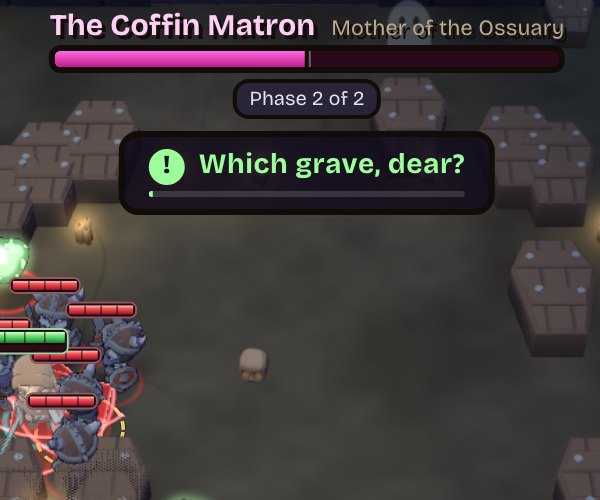 The Coffin Matron Mother of the Ossuary
Phase 2 of 2
! Which grave, dear?